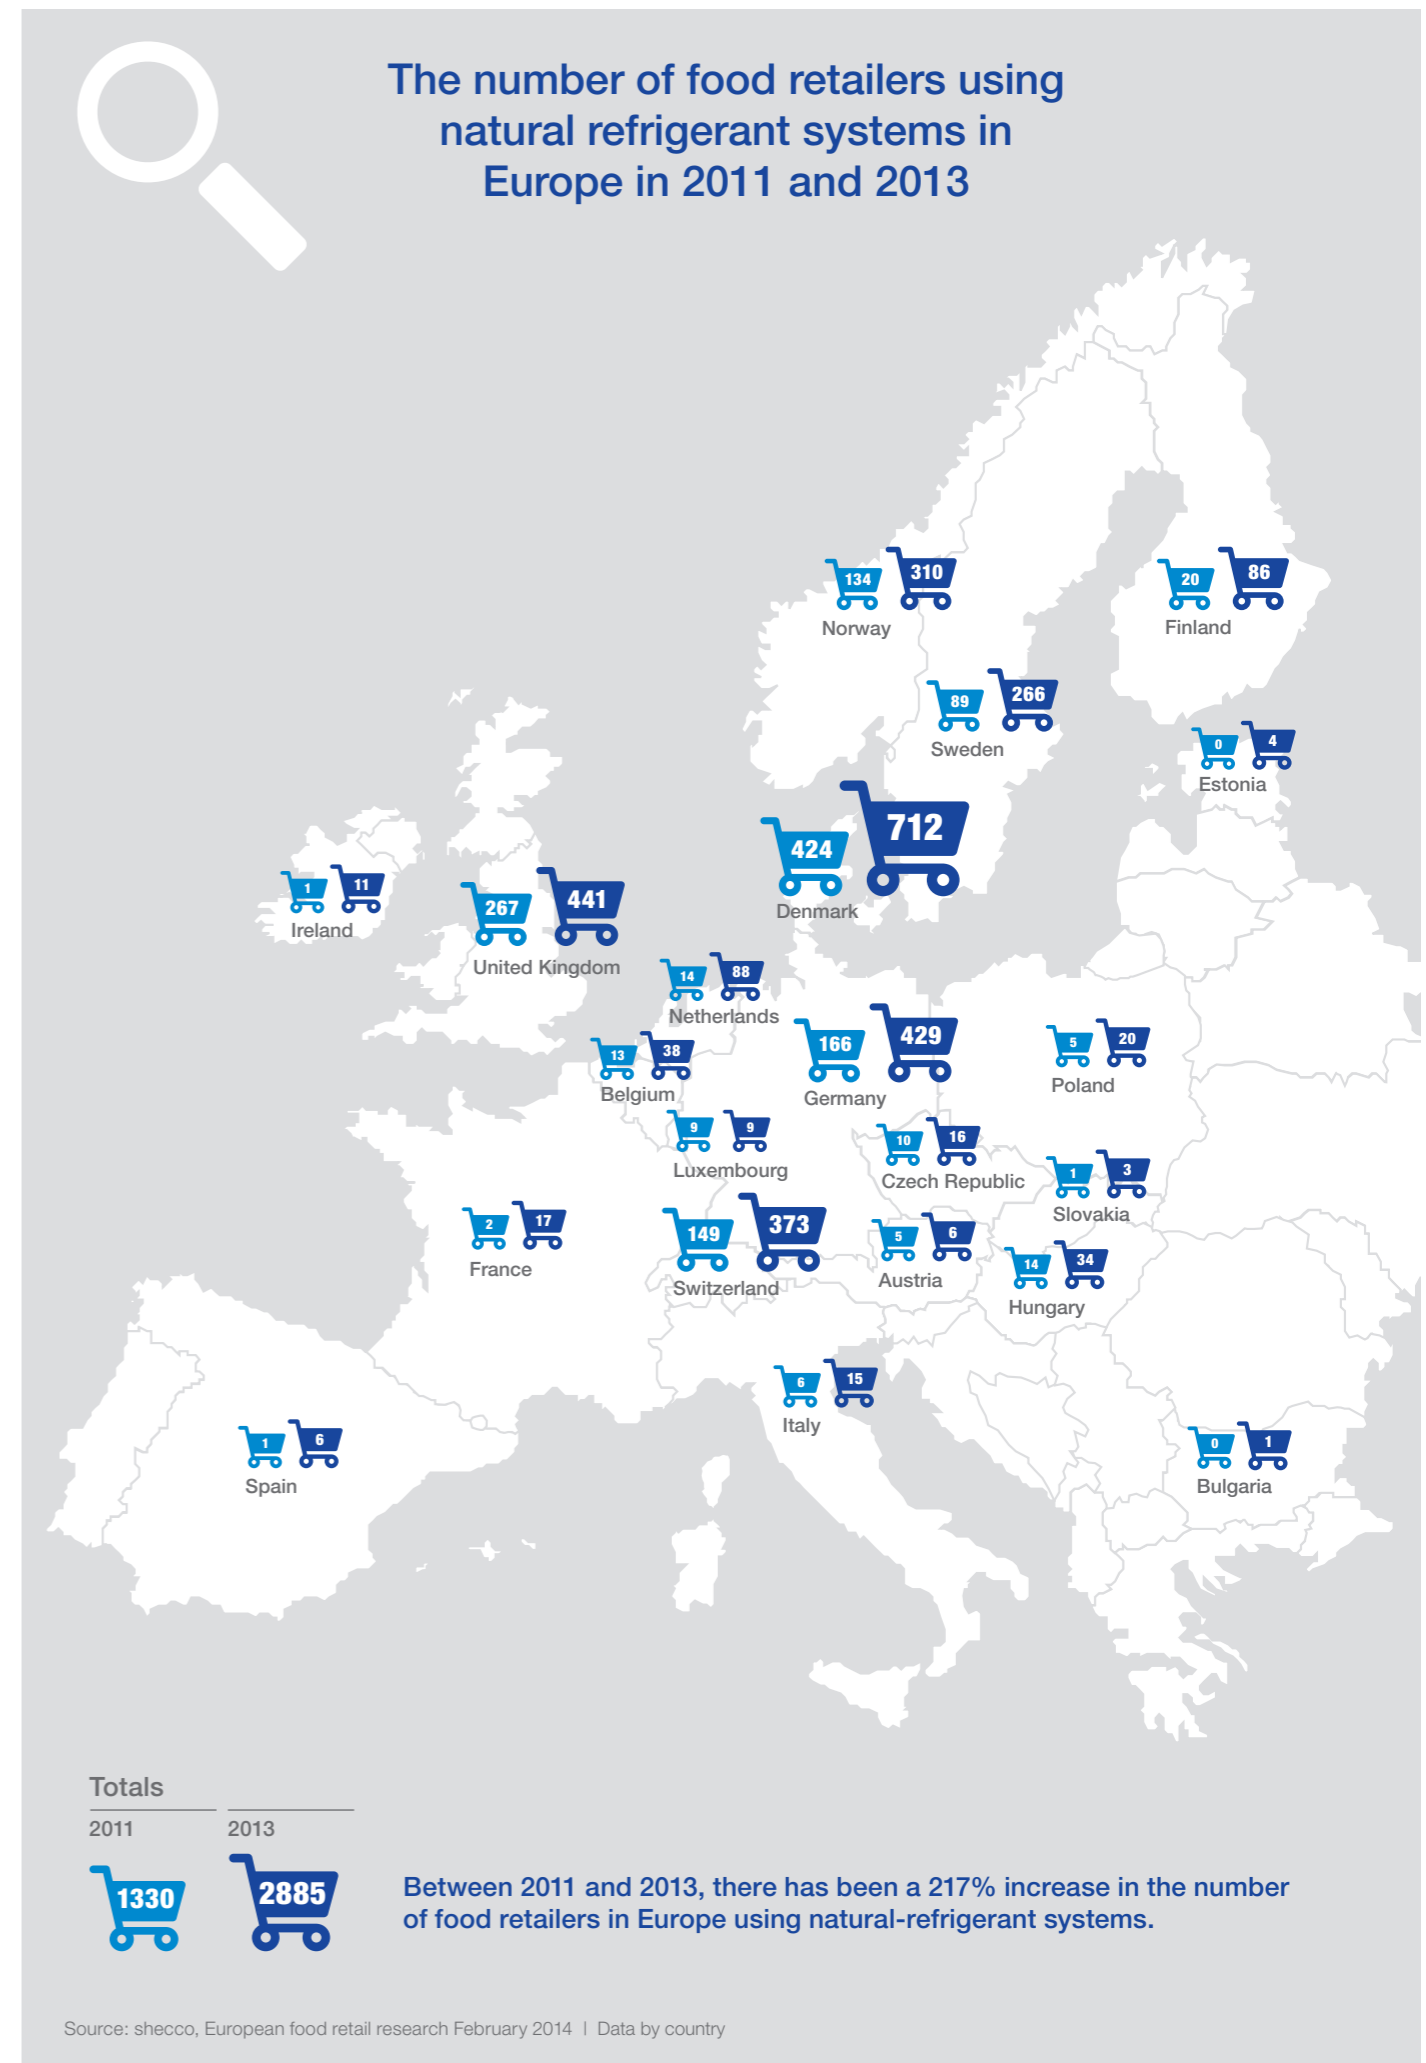 The number of food retailers using
natural refrigerant systems in
Europe in 2011 and 2013
134 310
Norway
20 86
Finland
89 266
Sweden
0 4
Estonia
424 712
Denmark
1 11
Ireland
267 441
United Kingdom
14 88
Netherlands
166 429
Germany
5 20
Poland
13 38
Belgium
9 9
Luxembourg
10 16
Czech Republic
1 3
Slovakia
2 17
France
149 373
Switzerland
5 6
Austria
14 34
Hungary
6 15
Italy
1 6
Spain
0 1
Bulgaria
Totals
2011 2013
1330 2885
Between 2011 and 2013, there has been a 217% increase in the number
of food retailers in Europe using natural-refrigerant systems.
Source: shecco, European food retail research February 2014 | Data by country